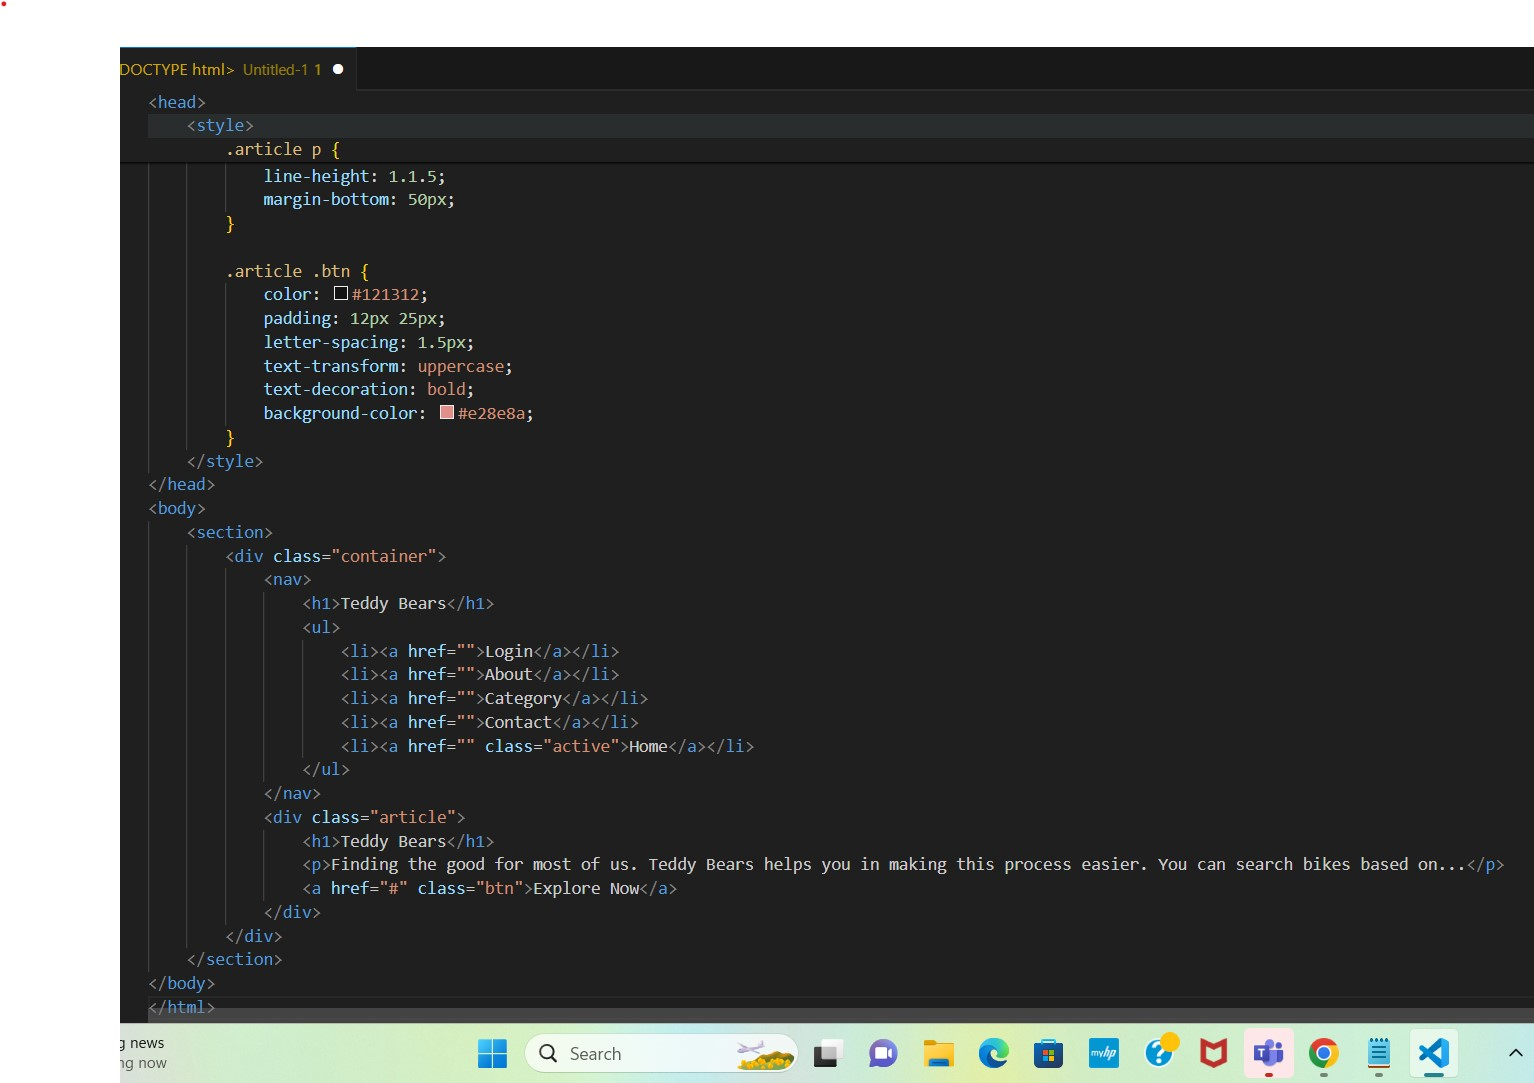 DOCTYPE html> Untitled-1 1
<head>
<style>
.article p {
line-height: 1.1.5;
margin-bottom: 50px;
}
.article .btn {
color: #121312;
padding: 12px 25px;
letter-spacing: 1.5px;
text-transform: uppercase;
text-decoration: bold;
background-color: #e28e8a;
}
</style>
</head>
<body>
<section>
<div class="container">
<nav>
<h1>Teddy Bears</h1>
<ul>
<li><a href="">Login</a></li>
<li><a href="">About</a></li>
<li><a href="">Category</a></li>
<li><a href="">Contact</a></li>
<li><a href="" class="active">Home</a></li>
</ul>
</nav>
<div class="article">
<h1>Teddy Bears</h1>
<p>Finding the good for most of us. Teddy Bears helps you in making this process easier. You can search bikes based on...</p>
<a href="#" class="btn">Explore Now</a>
</div>
</div>
</section>
</body>
</html>
g news
ng now
Search
myhp